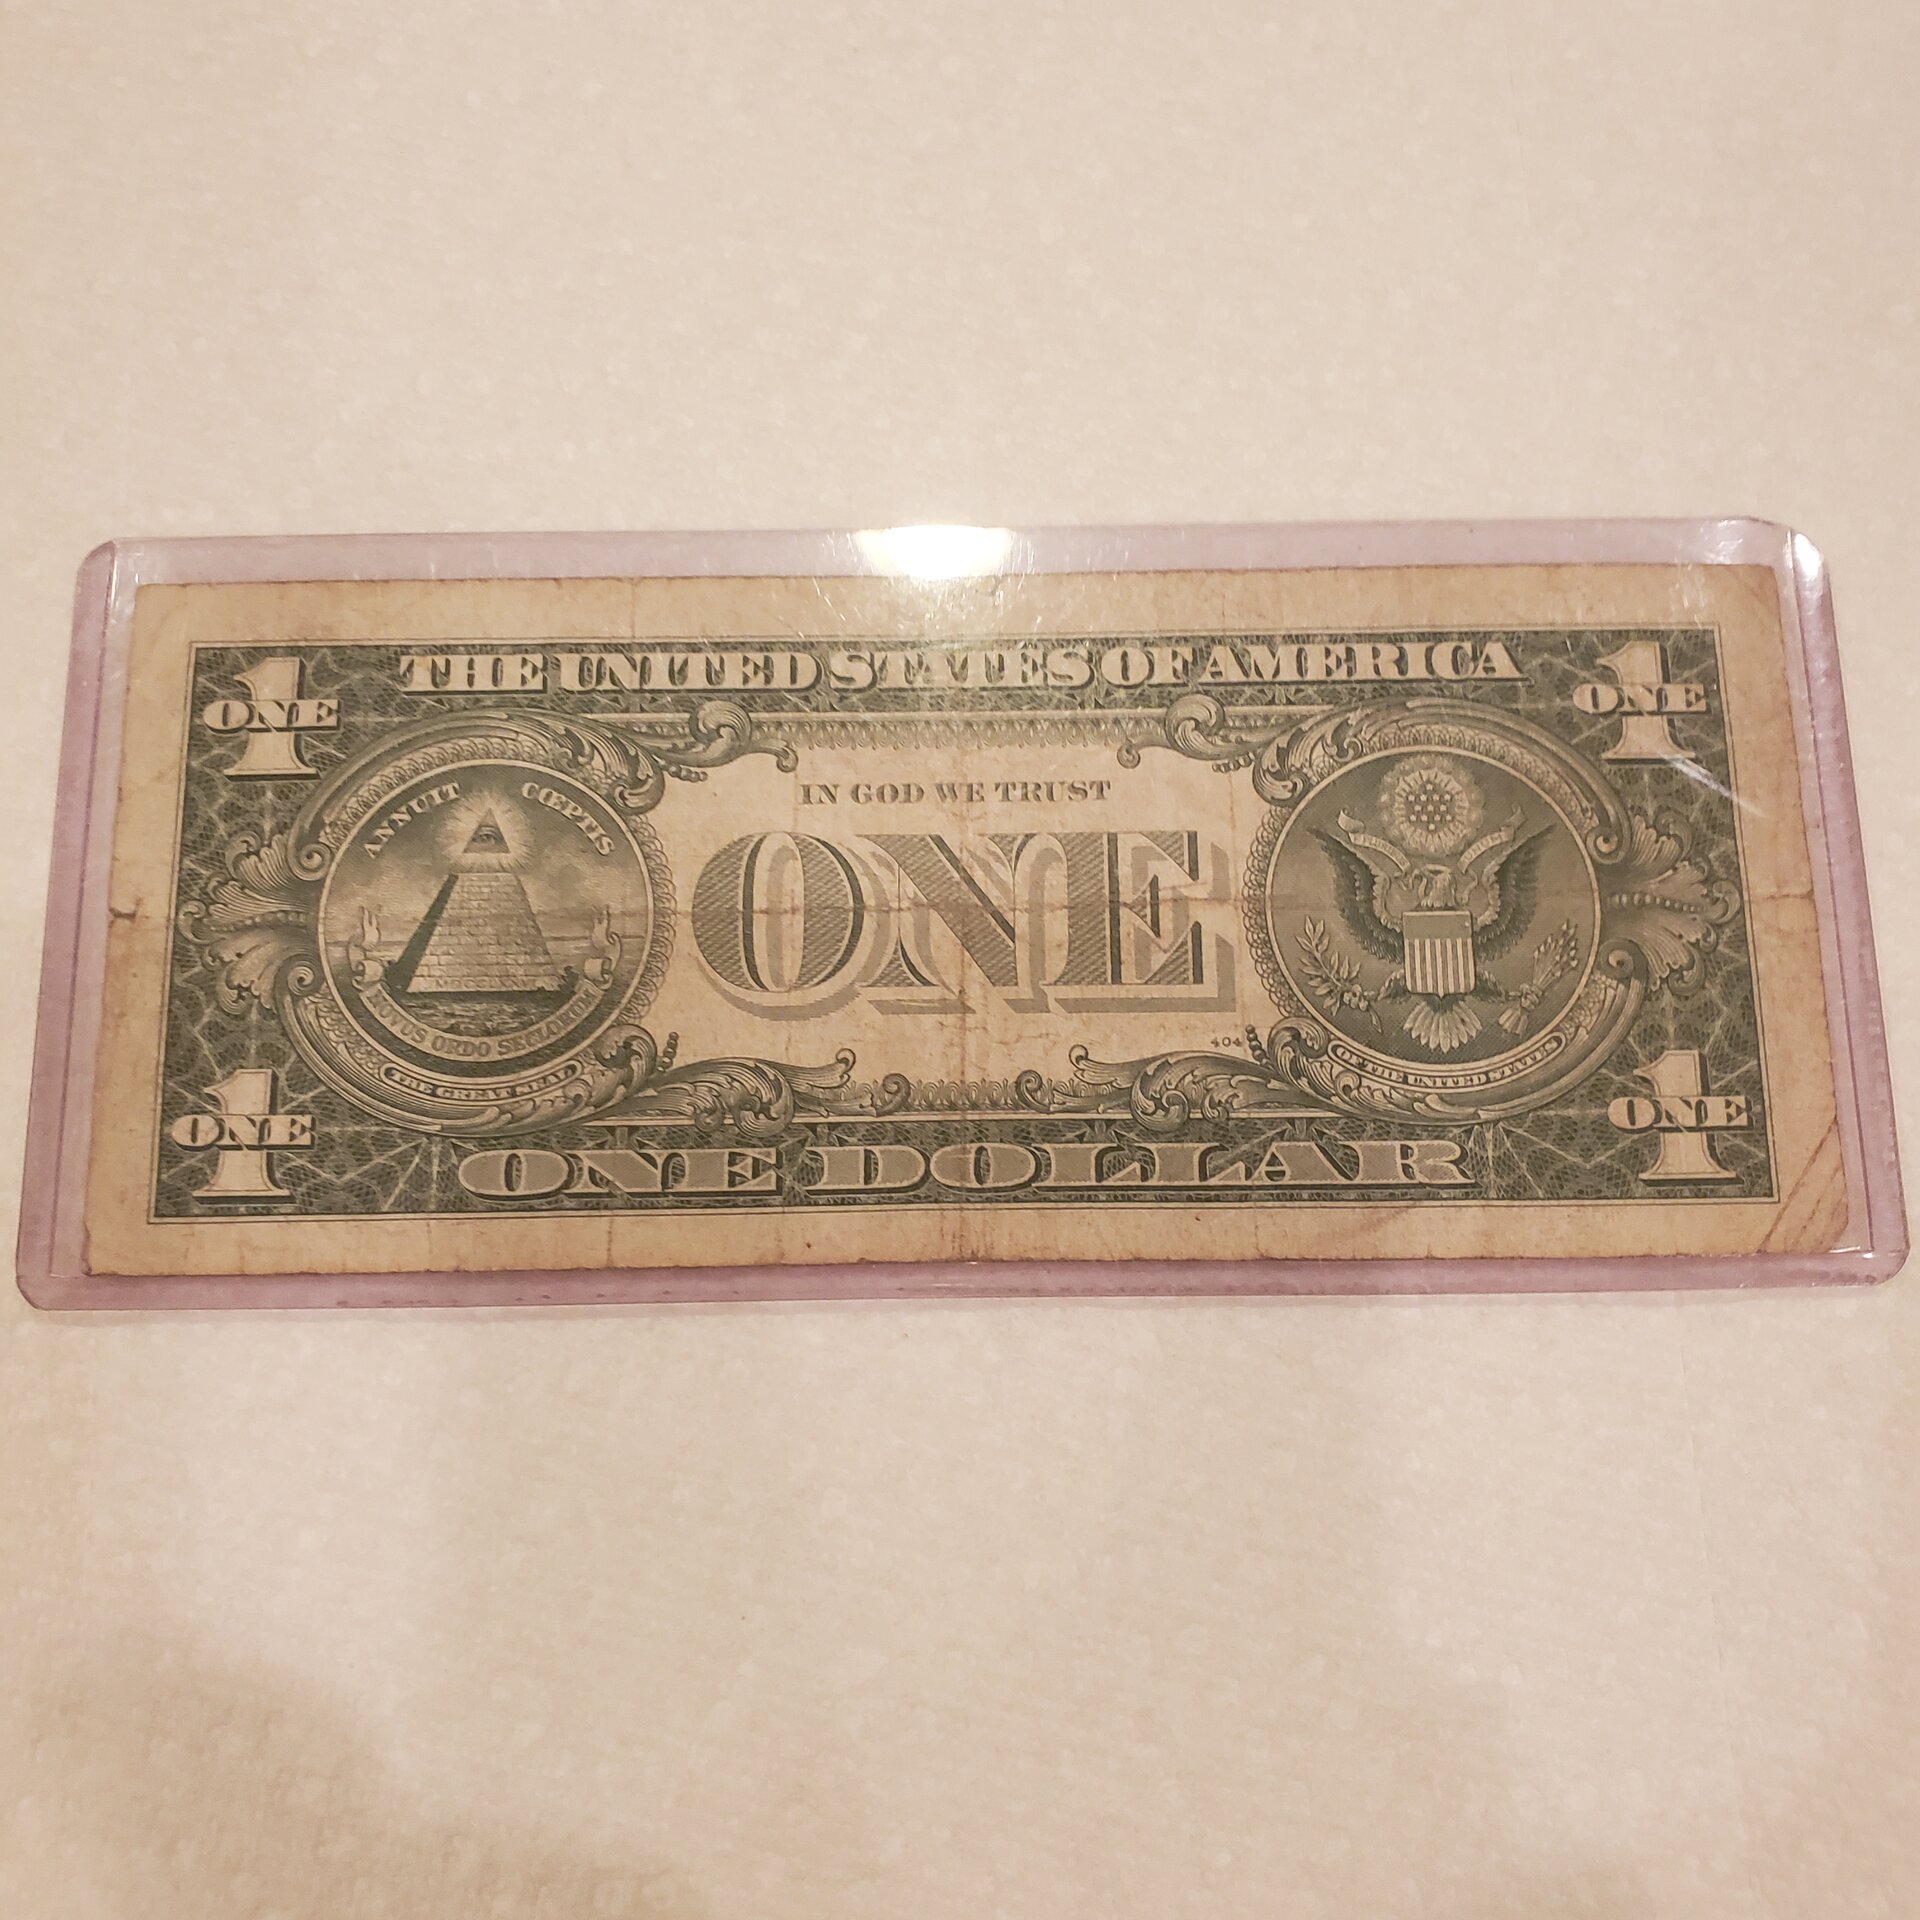 THE UNITED STATES OF AMERICA
1 ONE
1 ONE
ANNUIT CŒPTIS
IN GOD WE TRUST
ONE
NOVUS ORDO SECLORUM
THE GREAT SEAL
404
OF THE UNITED STATES
1 ONE
1 ONE
ONE DOLLAR